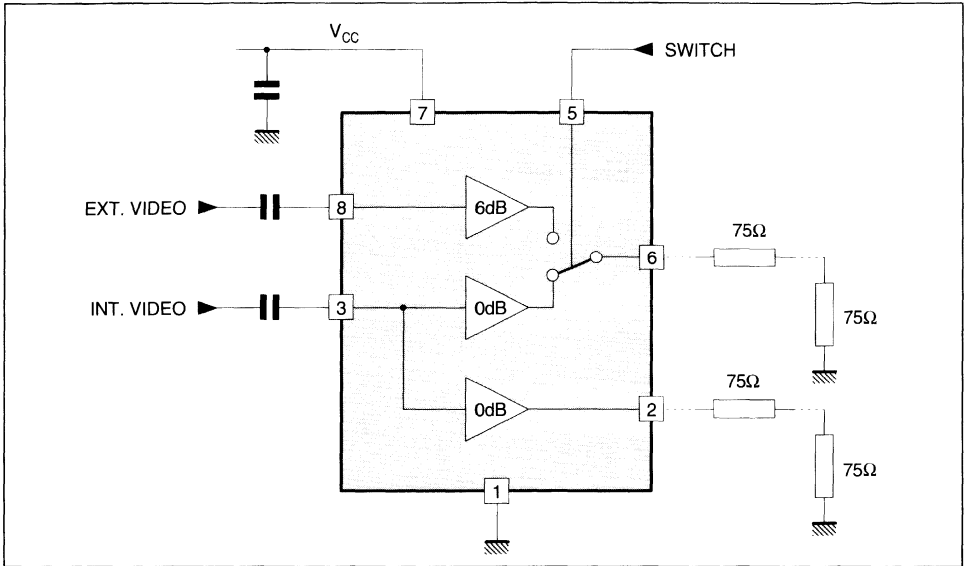 VCC
SWITCH
7
5
EXT. VIDEO
8
6dB
75Ω
6
INT. VIDEO
3
0dB
75Ω
75Ω
0dB
2
75Ω
1